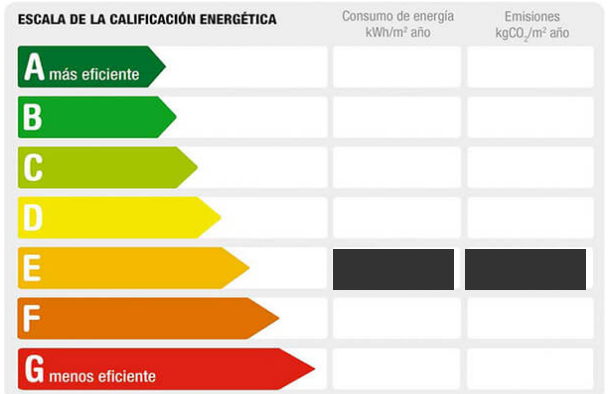 ESCALA DE LA CALIFICACIÓN ENERGÉTICA
Consumo de energía
kWh/m² año
Emisiones
kgCO₂/m² año
A más eficiente
B
C
D
E
F
G menos eficiente